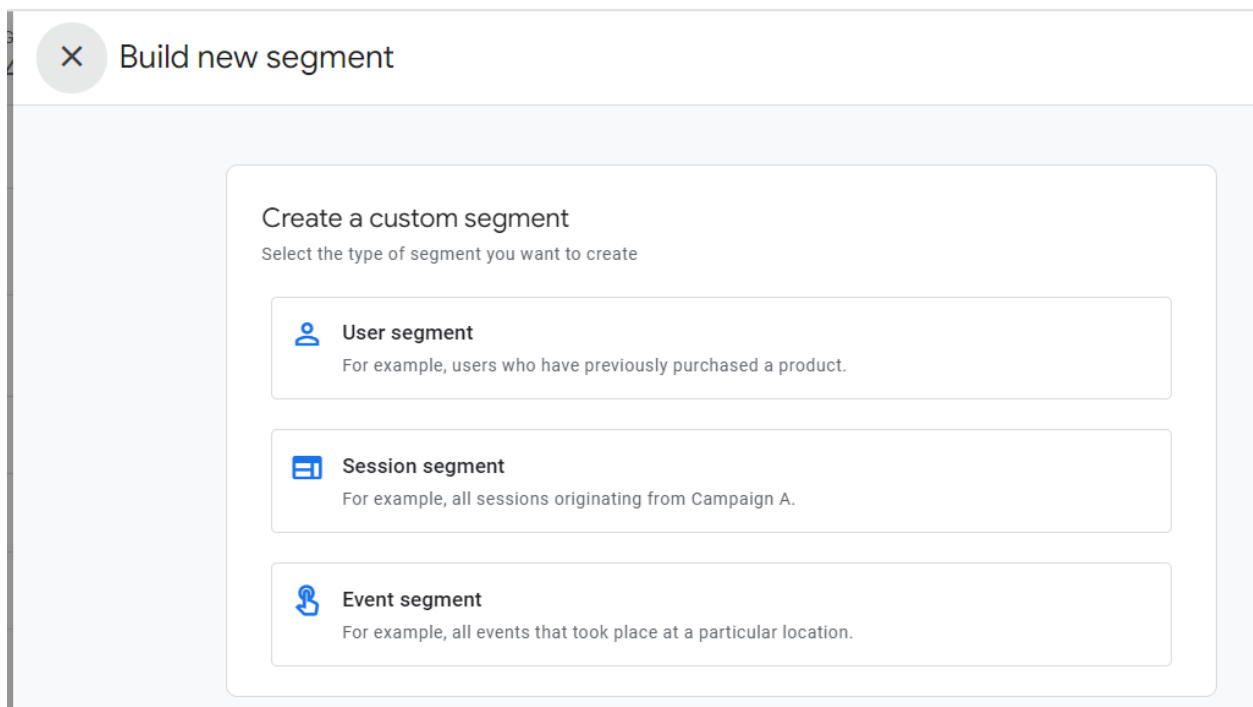 Build new segment
Create a custom segment
Select the type of segment you want to create
User segment
For example, users who have previously purchased a product.
Session segment
For example, all sessions originating from Campaign A.
Event segment
For example, all events that took place at a particular location.